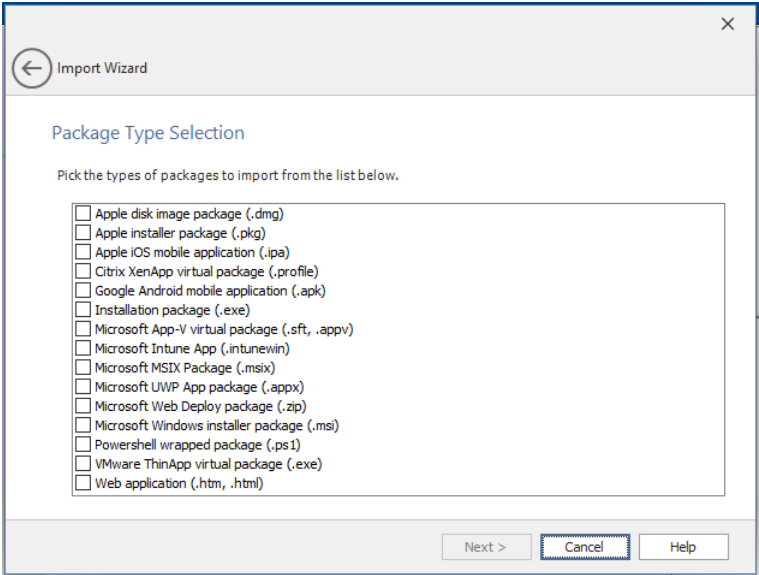 Import Wizard
Package Type Selection
Pick the types of packages to import from the list below.
Apple disk image package (.dmg)
Apple installer package (.pkg)
Apple iOS mobile application (.ipa)
Citrix XenApp virtual package (.profile)
Google Android mobile application (.apk)
Installation package (.exe)
Microsoft App-V virtual package (.sft, .appv)
Microsoft Intune App (.intunewin)
Microsoft MSIX Package (.msix)
Microsoft UWP App package (.appx)
Microsoft Web Deploy package (.zip)
Microsoft Windows installer package (.msi)
Powershell wrapped package (.ps1)
VMware ThinApp virtual package (.exe)
Web application (.htm, .html)
Next > Cancel Help